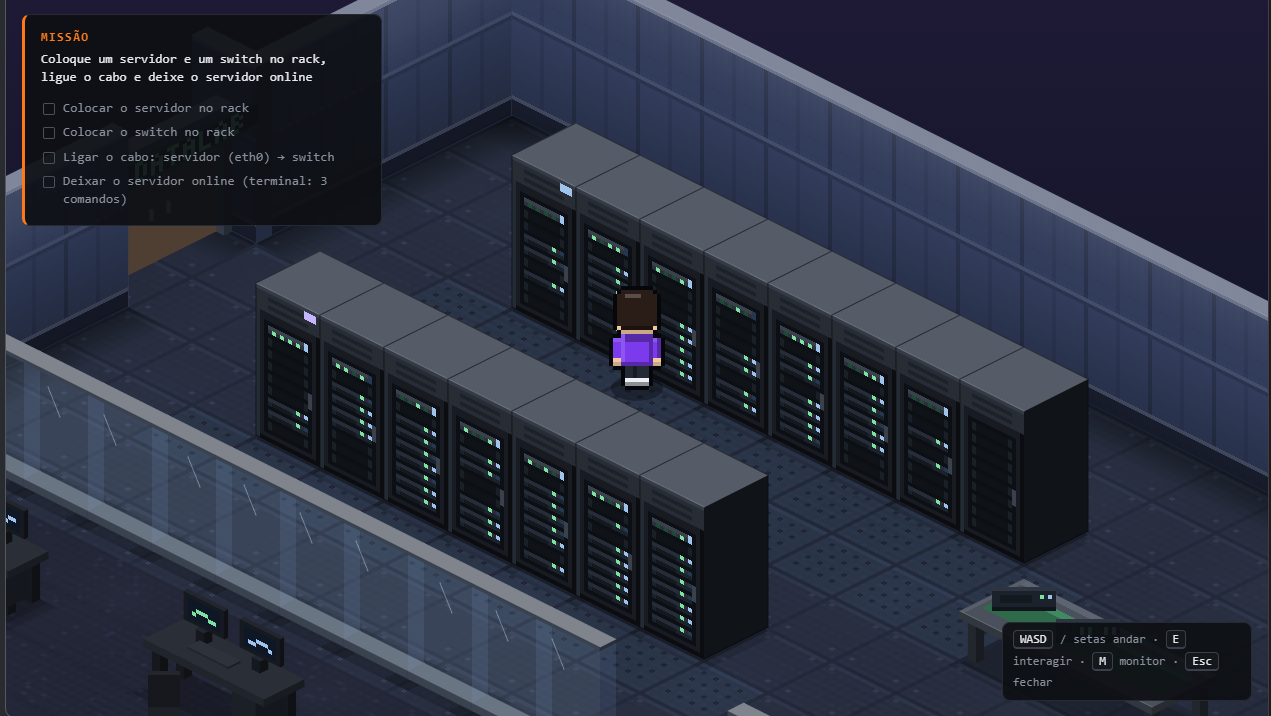 MISSÃO
Coloque um servidor e um switch no rack,
ligue o cabo e deixe o servidor online
Colocar o servidor no rack
Colocar o switch no rack
Ligar o cabo: servidor (eth0) → switch
Deixar o servidor online (terminal: 3
comandos)
WASD / setas andar · E
interagir · M monitor · Esc
fechar